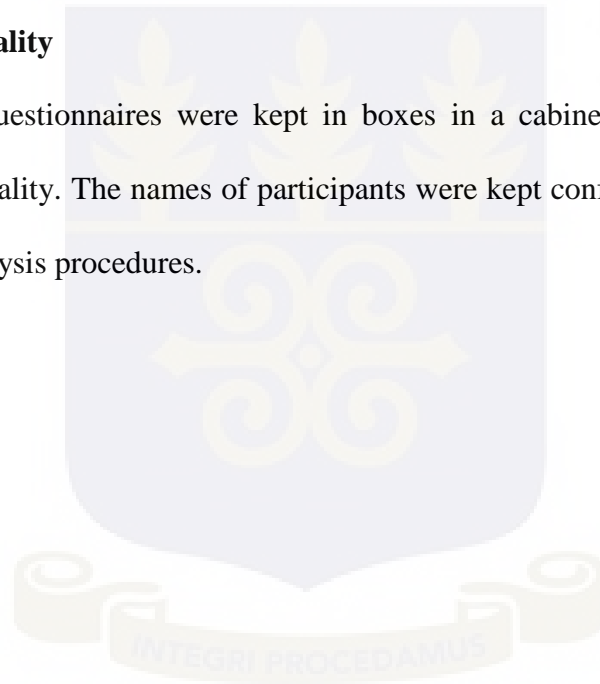 ality
uestionnaires were kept in boxes in a cabine
ality. The names of participants were kept conf
ysis procedures.
INTEGRI PROCEDAMUS